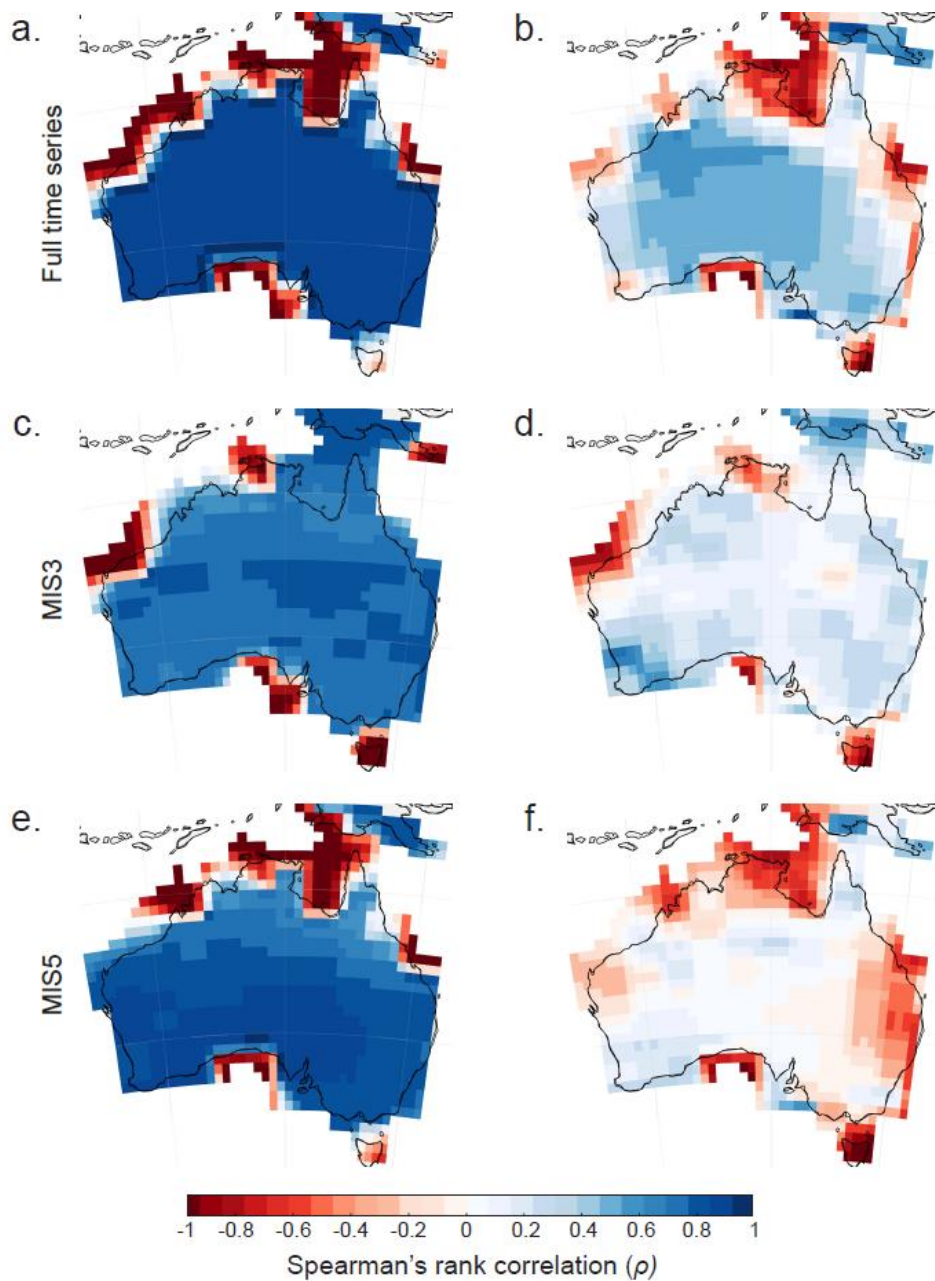 a.
b.
Full time series
c.
d.
MIS3
e.
f.
MIS5
-1 -0.8 -0.6 -0.4 -0.2 0 0.2 0.4 0.6 0.8 1
Spearman's rank correlation (ρ)